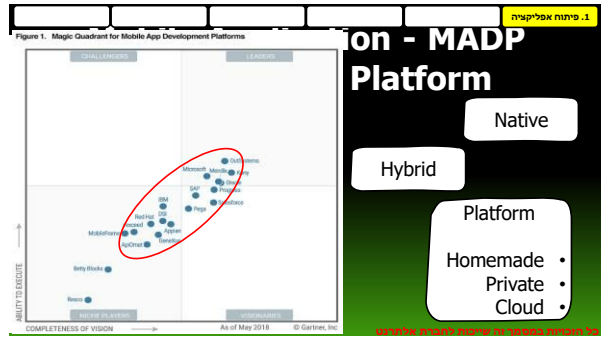 1. פיתוח אפליקציה
on - MADP
Platform
Figure 1. Magic Quadrant for Mobile App Development Platforms
CHALLENGERS
LEADERS
OutSystems
Microsoft
Mendix
Kony
Oracle
SAP
Progress
IBM
Salesforce
Pega
DSI
Red Hat
Appian
MobileFrame
GeneXus
ApiOmat
Betty Blocks
Resco
ABILITY TO EXECUTE
NICHE PLAYERS
VISIONARIES
COMPLETENESS OF VISION
As of May 2018
© Gartner, Inc
Native
Hybrid
Platform
Homemade •
Private •
Cloud •
כל הזכויות במסמך זה שייכות לחברת אלתרנט